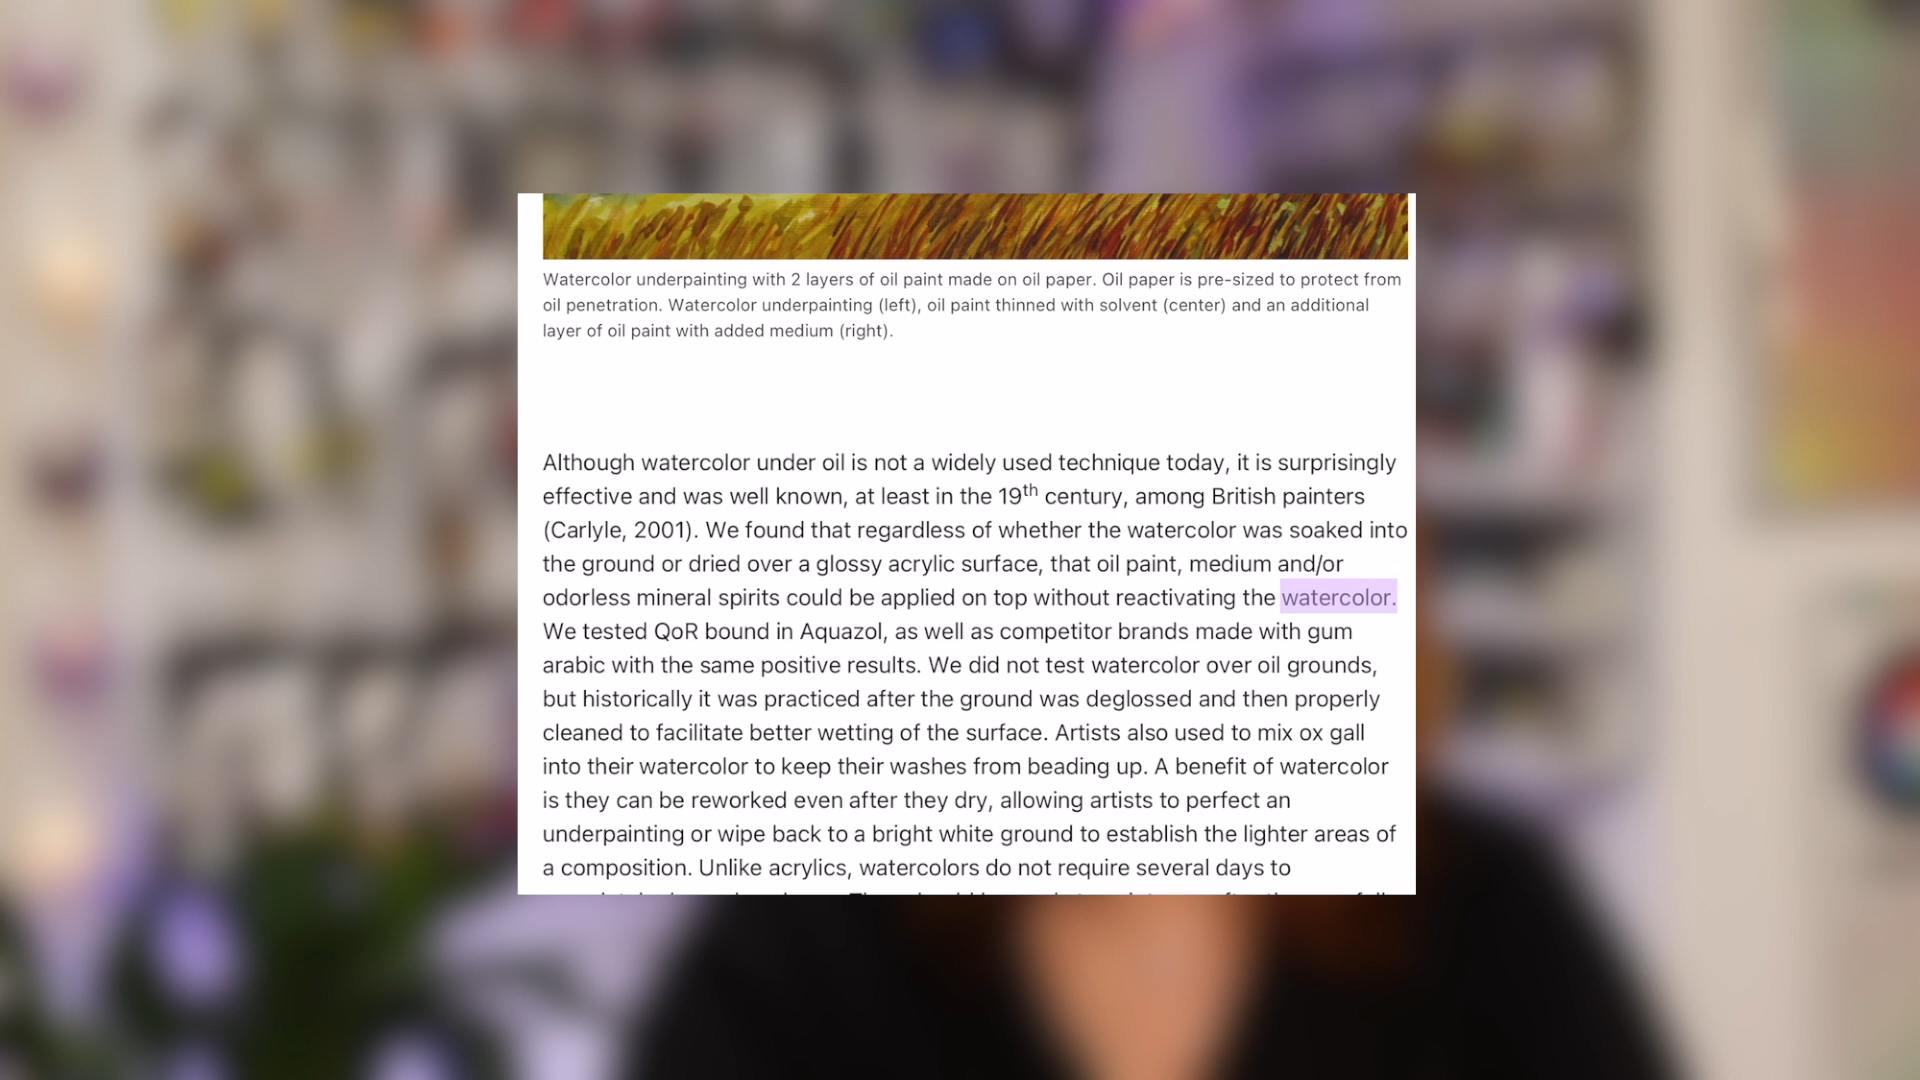 Watercolor underpainting with 2 layers of oil paint made on oil paper. Oil paper is pre-sized to protect from
oil penetration. Watercolor underpainting (left), oil paint thinned with solvent (center) and an additional
layer of oil paint with added medium (right).
Although watercolor under oil is not a widely used technique today, it is surprisingly
effective and was well known, at least in the 19th century, among British painters
(Carlyle, 2001). We found that regardless of whether the watercolor was soaked into
the ground or dried over a glossy acrylic surface, that oil paint, medium and/or
odorless mineral spirits could be applied on top without reactivating the watercolor.
We tested QoR bound in Aquazol, as well as competitor brands made with gum
arabic with the same positive results. We did not test watercolor over oil grounds,
but historically it was practiced after the ground was deglossed and then properly
cleaned to facilitate better wetting of the surface. Artists also used to mix ox gall
into their watercolor to keep their washes from beading up. A benefit of watercolor
is they can be reworked even after they dry, allowing artists to perfect an
underpainting or wipe back to a bright white ground to establish the lighter areas of
a composition. Unlike acrylics, watercolors do not require several days to